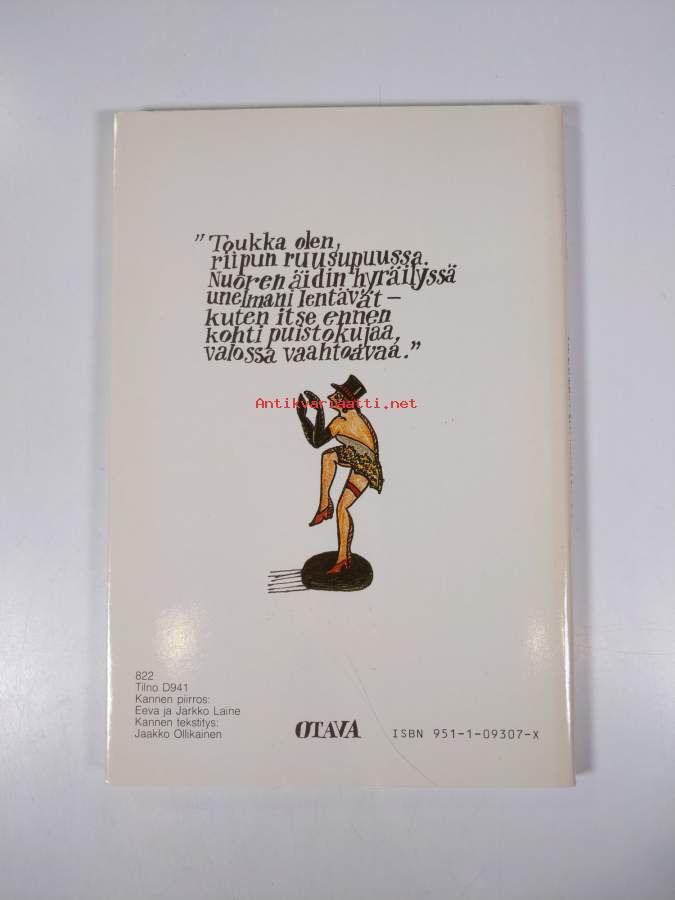 "Toukka olen,
riipun ruusupuussa.
Nuoren äidin hyräilyssä
unelmani lentävät –
kuten itse ennen
kohti puistokujaa,
valossa vaahtoavaa."
Antikvariaatti.net
822
Tilno D941
Kannen piirros:
Eeva ja Jarkko Laine
Kannen tekstitys:
Jaakko Ollikainen
OTAVA
ISBN 951-1-09307-X